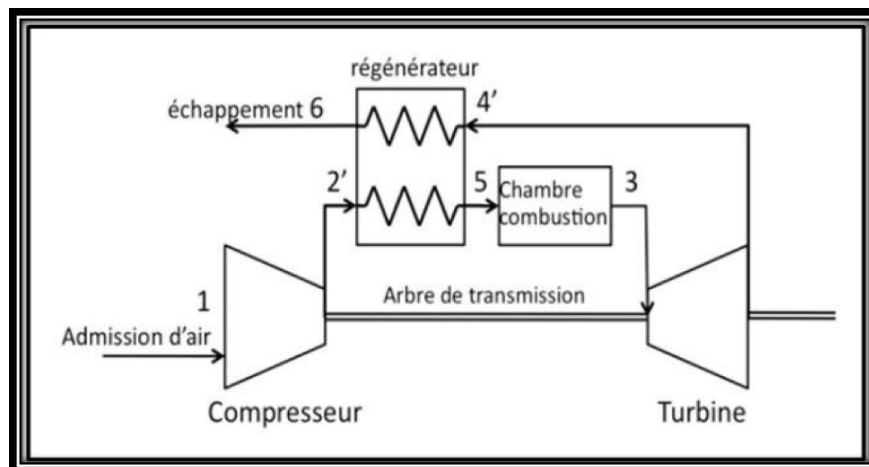 régénérateur
échappement 6
4’
2’
5
Chambre
combustion
3
1
Arbre de transmission
Admission d’air
Compresseur
Turbine